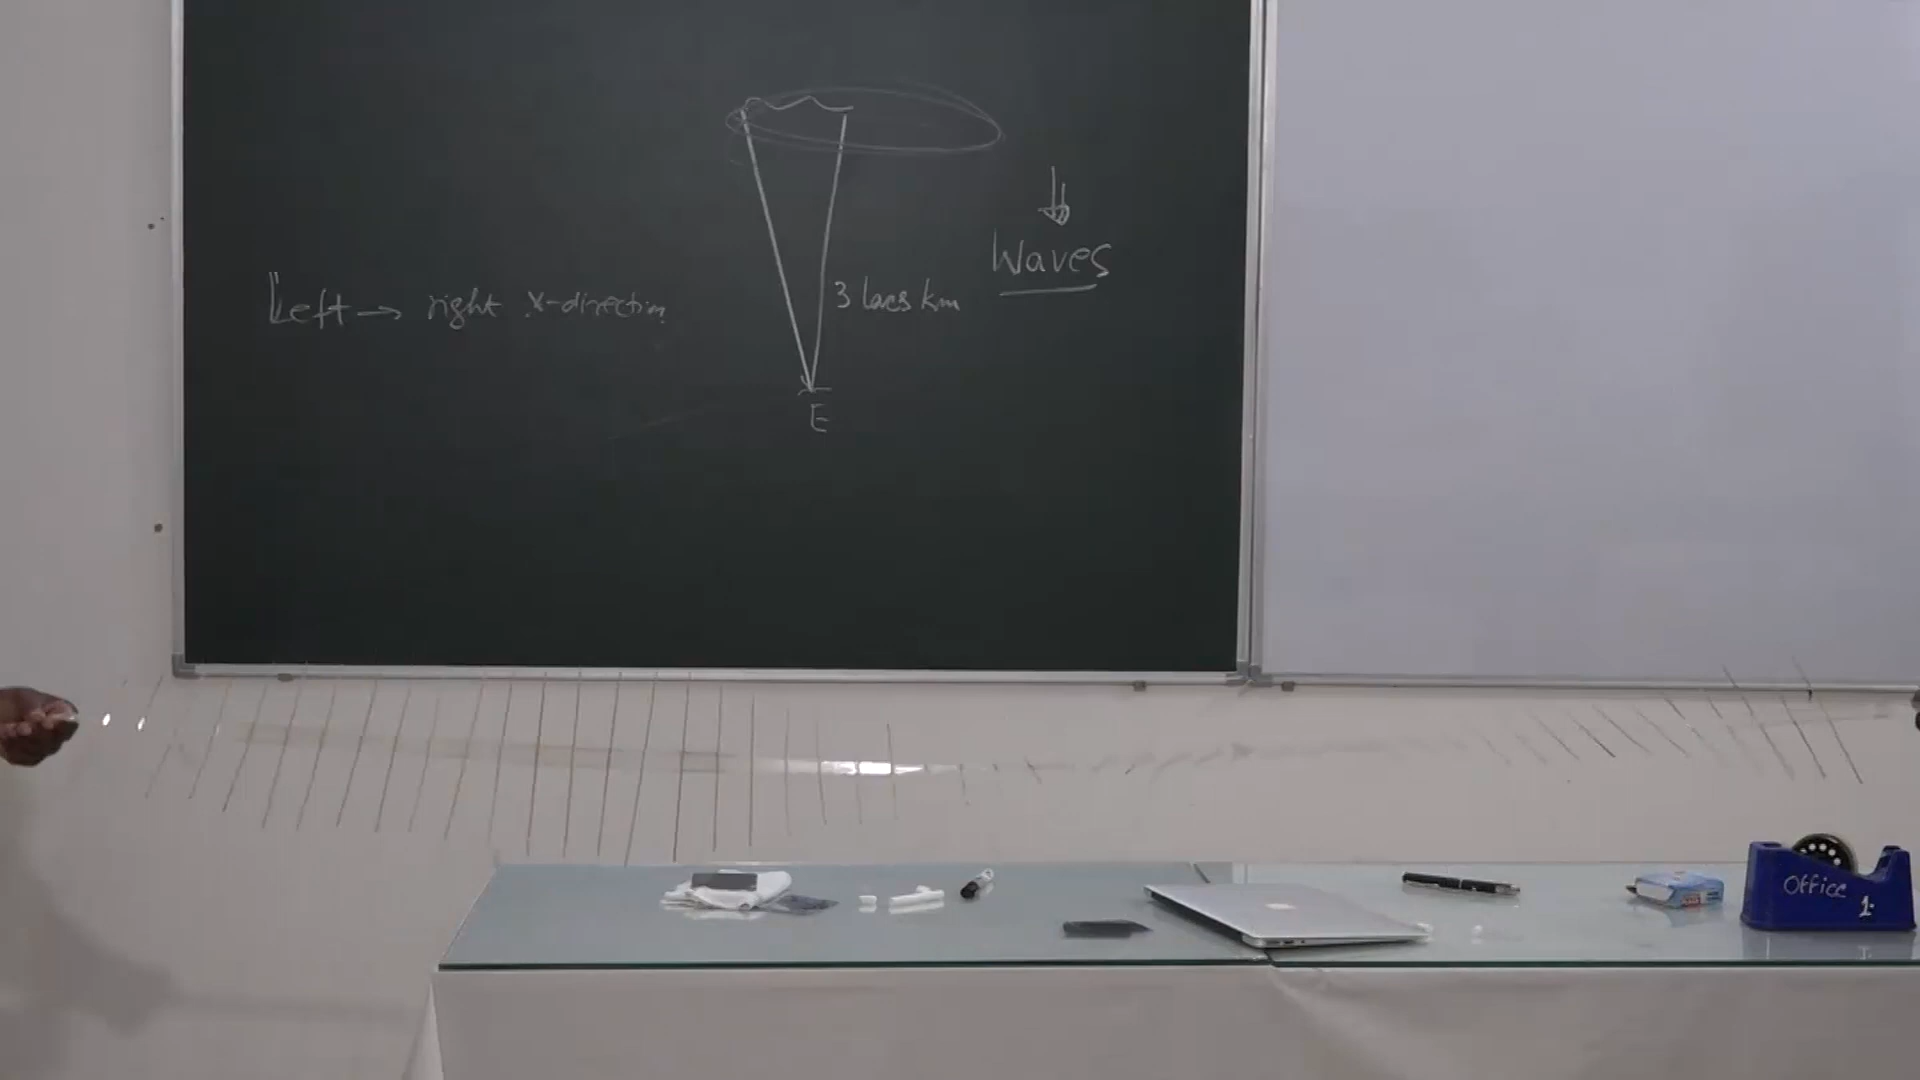 Waves
Left → right X-direction
3 lacs km
E
Office
1.